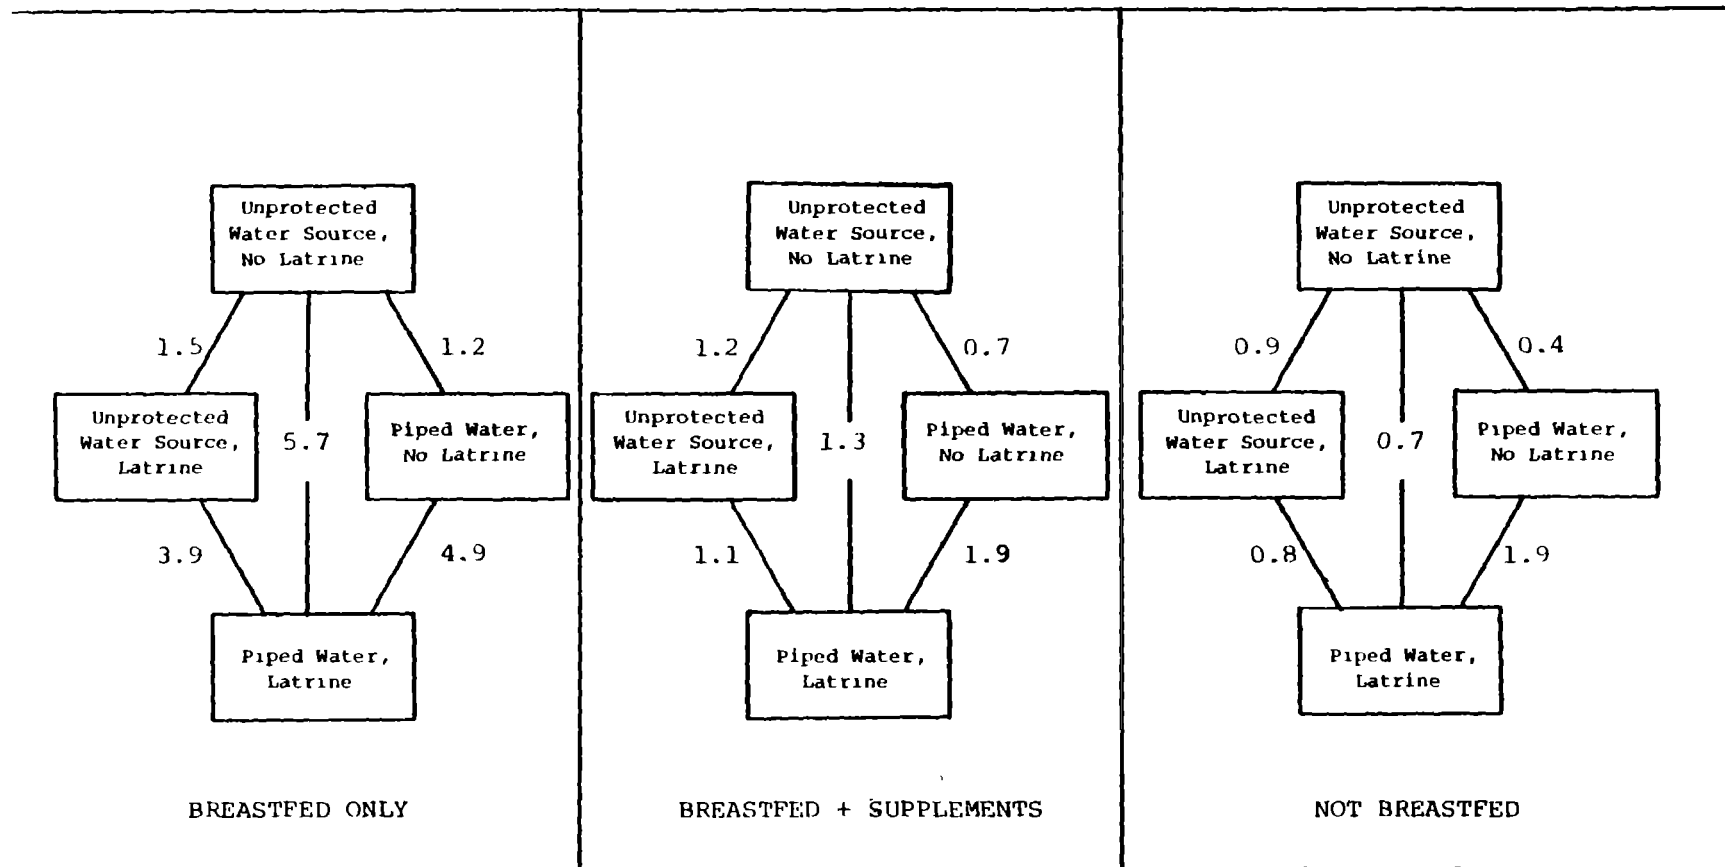 Unprotected
Water Source,
No Latrine
1.5
1.2
Unprotected
Water Source,
Latrine
5.7
Piped Water,
No Latrine
3.9
4.9
Piped Water,
Latrine
BREASTFED ONLY
Unprotected
Water Source,
No Latrine
1.2
0.7
Unprotected
Water Source,
Latrine
1.3
Piped Water,
No Latrine
1.1
1.9
Piped Water,
Latrine
BREASTFED + SUPPLEMENTS
Unprotected
Water Source,
No Latrine
0.9
0.4
Unprotected
Water Source,
Latrine
0.7
Piped Water,
No Latrine
0.8
1.9
Piped Water,
Latrine
NOT BREASTFED